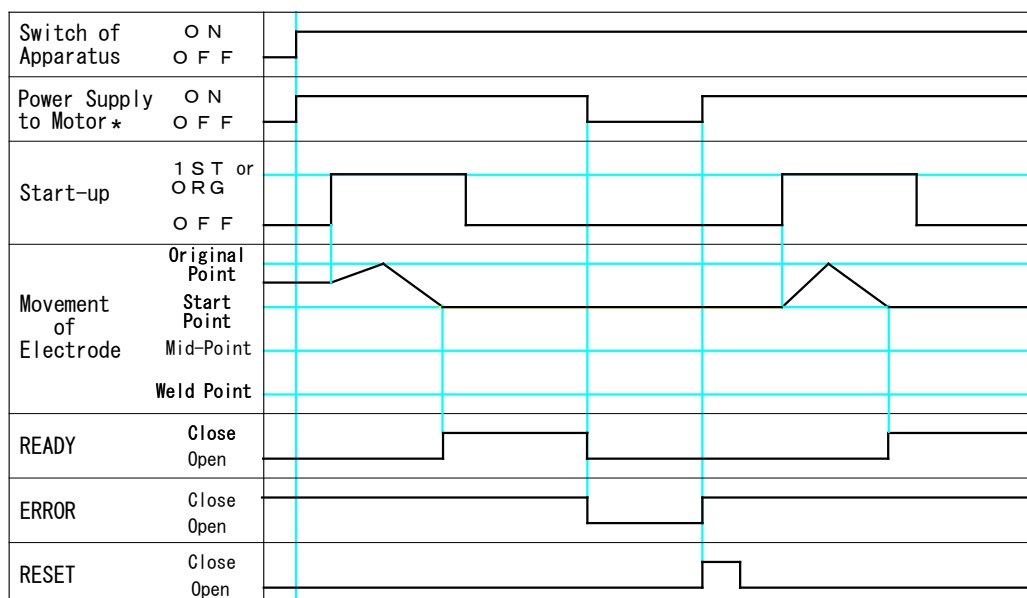 Switch of Apparatus
ON
OFF
Power Supply to Motor*
ON
OFF
Start-up
1ST or ORG
OFF
Movement of Electrode
Original Point
Start Point
Mid-Point
Weld Point
READY
Close
Open
ERROR
Close
Open
RESET
Close
Open